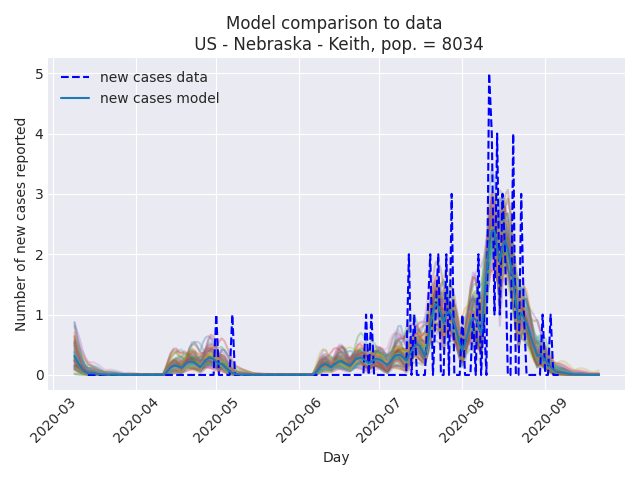 Model comparison to data
US - Nebraska - Keith, pop. = 8034
new cases data
new cases model
Number of new cases reported
5
4
3
2
1
0
2020-03
2020-04
2020-05
2020-06
2020-07
2020-08
2020-09
Day